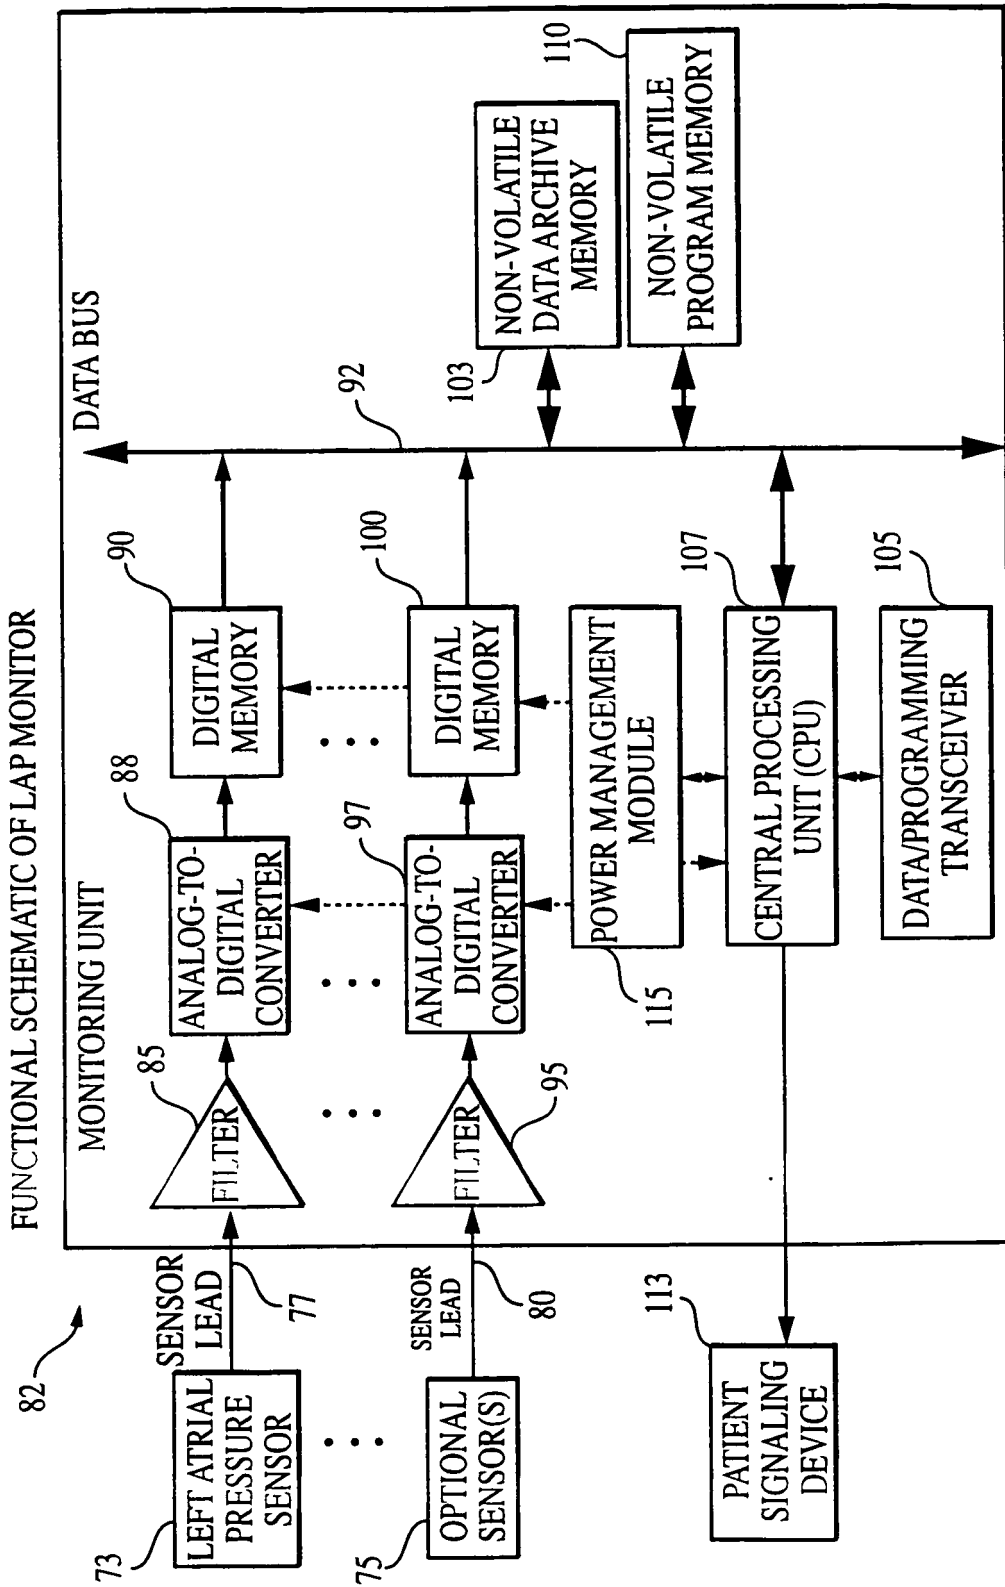 FUNCTIONAL SCHEMATIC OF LAP MONITOR
82
MONITORING UNIT
DATA BUS
73
LEFT ATRIAL
PRESSURE
SENSOR
SENSOR
LEAD
77
FILTER
85
ANALOG-TO-
DIGITAL
CONVERTER
88
DIGITAL
MEMORY
90
92
75
OPTIONAL
SENSOR(S)
SENSOR
LEAD
80
FILTER
95
ANALOG-TO-
DIGITAL
CONVERTER
97
DIGITAL
MEMORY
100
103
NON-VOLATILE
DATA ARCHIVE
MEMORY
NON-VOLATILE
PROGRAM MEMORY
110
POWER MANAGEMENT
MODULE
115
CENTRAL PROCESSING
UNIT (CPU)
107
DATA/PROGRAMMING
TRANSCEIVER
105
113
PATIENT
SIGNALING
DEVICE